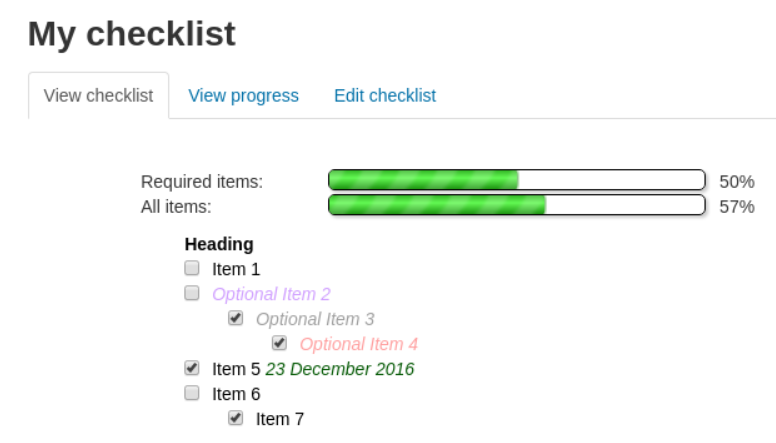 My checklist
View checklist View progress Edit checklist
Required items: 50%
All items: 57%
Heading
Item 1
Optional Item 2
Optional Item 3
Optional Item 4
Item 5 23 December 2016
Item 6
Item 7